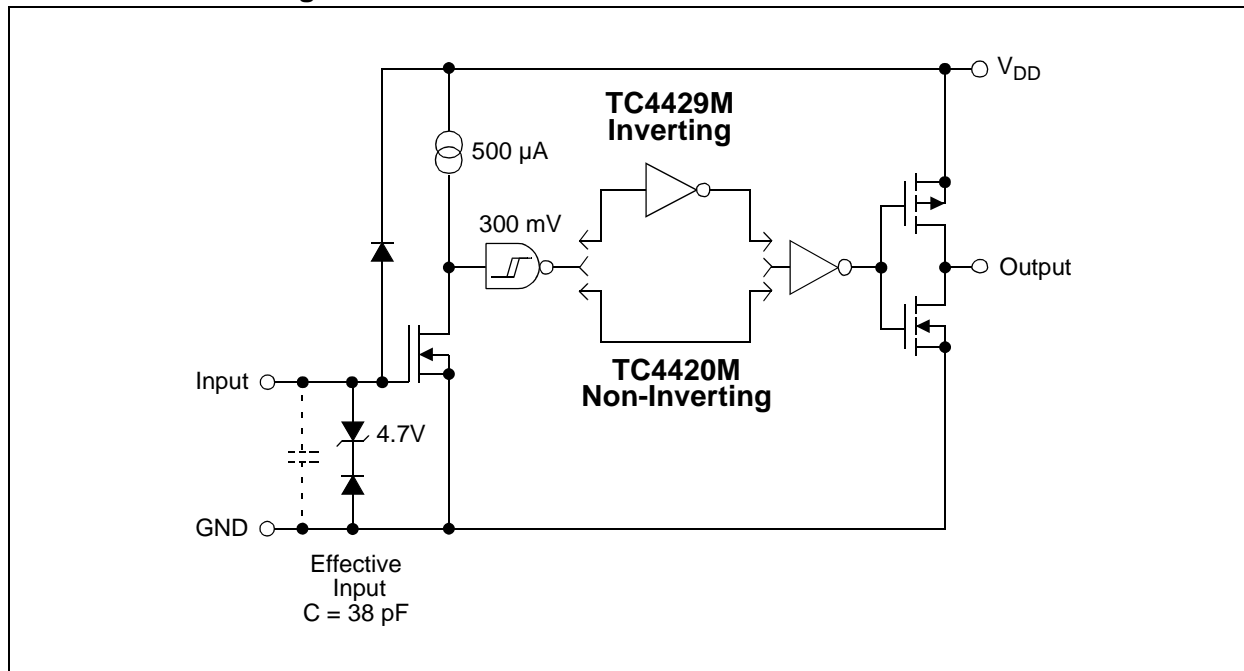 V_DD
TC4429M
Inverting
500 µA
300 mV
Output
TC4420M
Non-Inverting
Input
4.7V
GND
Effective
Input
C = 38 pF